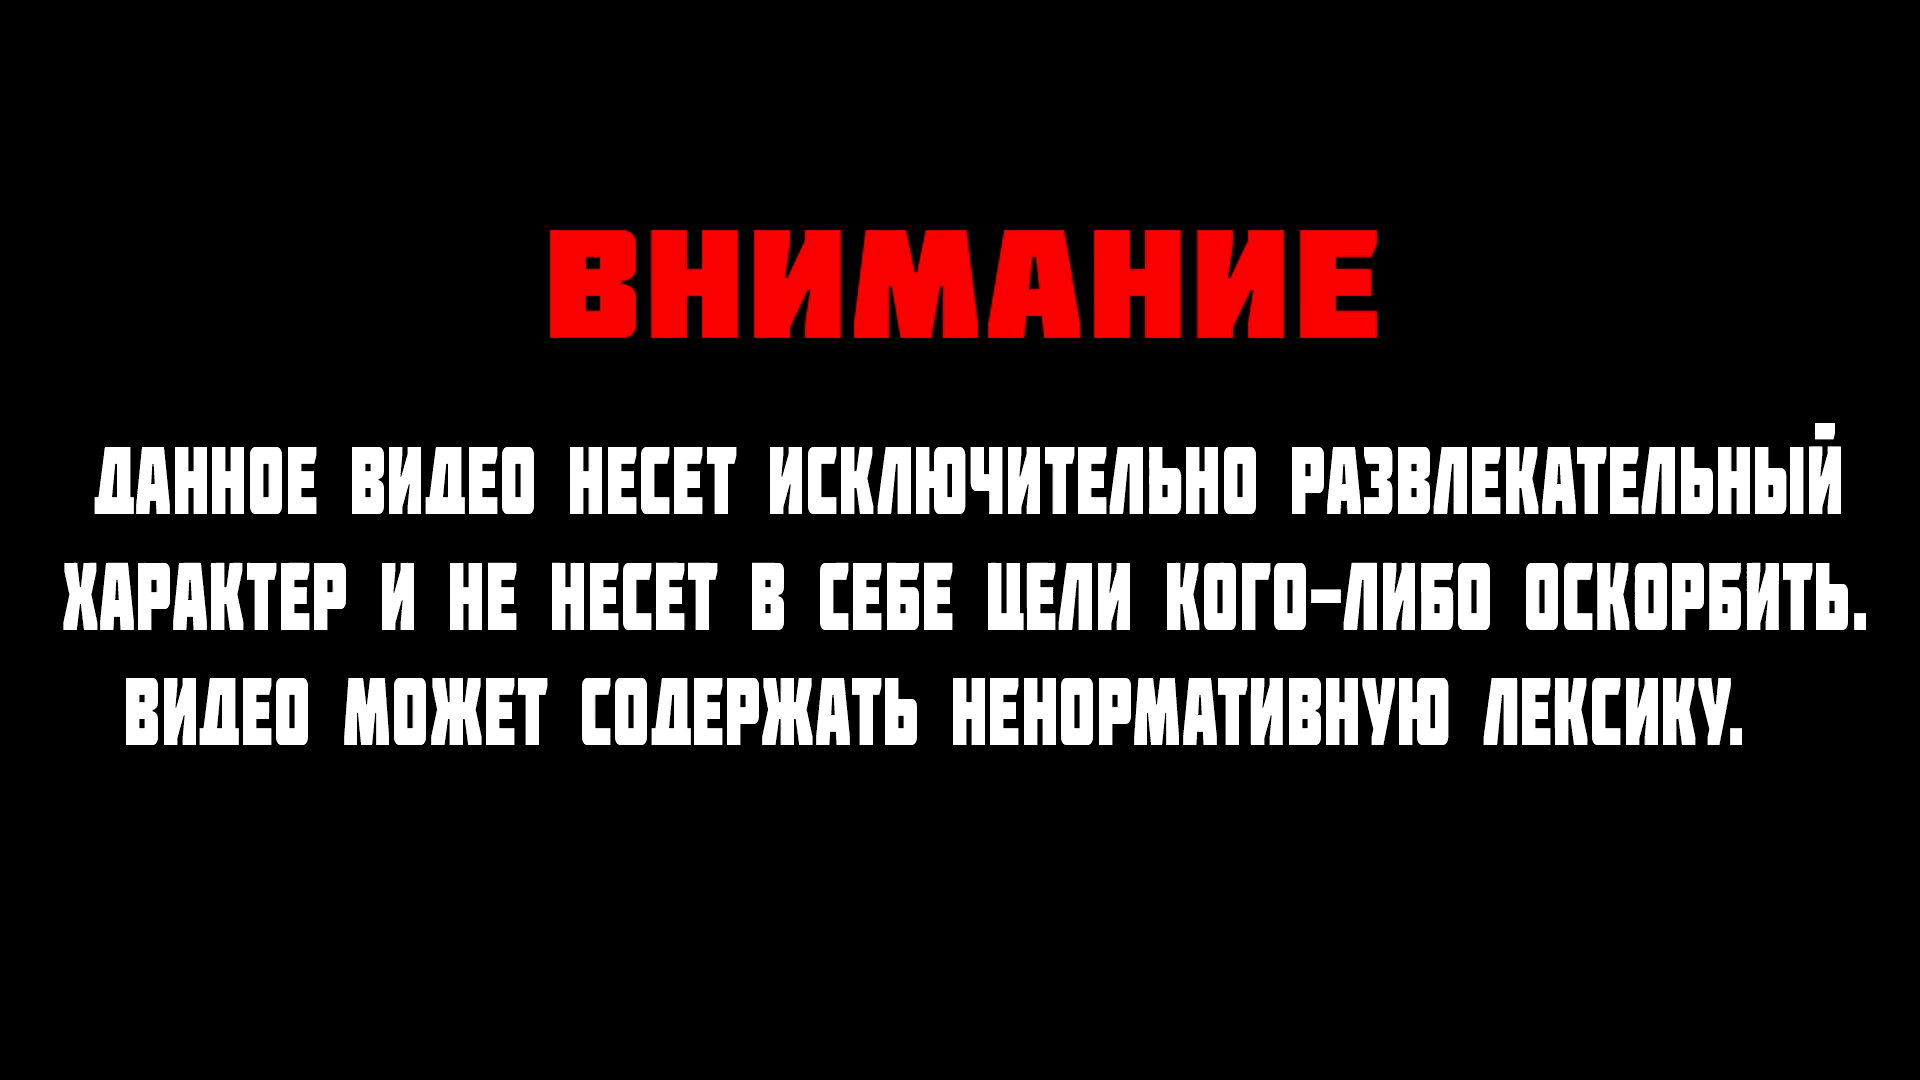 ВНИМАНИЕ
ДАННОЕ ВИДЕО НЕСЕТ ИСКЛЮЧИТЕЛЬНО РАЗВЛЕКАТЕЛЬНЫЙ
ХАРАКТЕР И НЕ НЕСЕТ В СЕБЕ ЦЕЛИ КОГО-ЛИБО ОСКОРБИТЬ.
ВИДЕО МОЖЕТ СОДЕРЖАТЬ НЕНОРМАТИВНУЮ ЛЕКСИКУ.